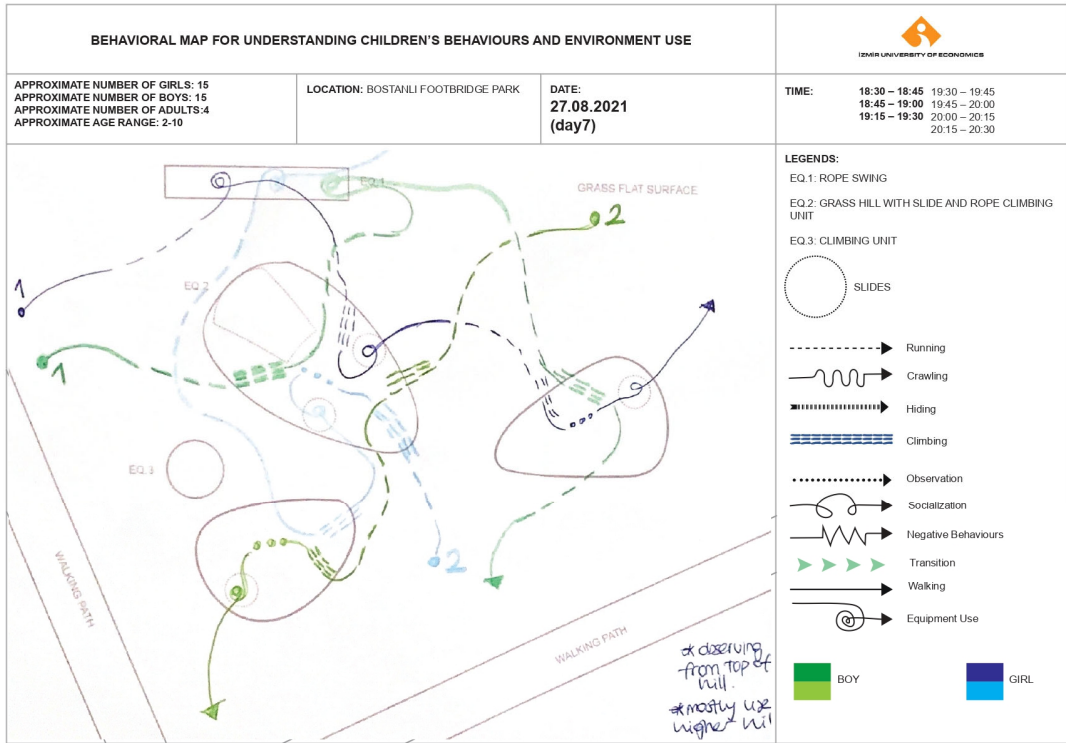 BEHAVIORAL MAP FOR UNDERSTANDING CHILDREN'S BEHAVIOURS AND ENVIRONMENT USE
İZMİR UNIVERSITY OF ECONOMICS
APPROXIMATE NUMBER OF GIRLS: 15
APPROXIMATE NUMBER OF BOYS: 15
APPROXIMATE NUMBER OF ADULTS:4
APPROXIMATE AGE RANGE: 2-10
LOCATION: BOSTANLI FOOTBRIDGE PARK
DATE:
27.08.2021
(day7)
TIME:
18:30 – 18:45 19:30 – 19:45
18:45 – 19:00 19:45 – 20:00
19:15 – 19:30 20:00 – 20:15
20:15 – 20:30
EQ.1
GRASS FLAT SURFACE
2
1
EQ.2
1
EQ.3
2
WALKING PATH
WALKING PATH
* observing
from top of
hill.
* mostly use
higher hil
LEGENDS:
EQ.1: ROPE SWING
EQ.2: GRASS HILL WITH SLIDE AND ROPE CLIMBING
UNIT
EQ.3: CLIMBING UNIT
SLIDES
Running
Crawling
Hiding
Climbing
Observation
Socialization
Negative Behaviours
Transition
Walking
Equipment Use
BOY
GIRL